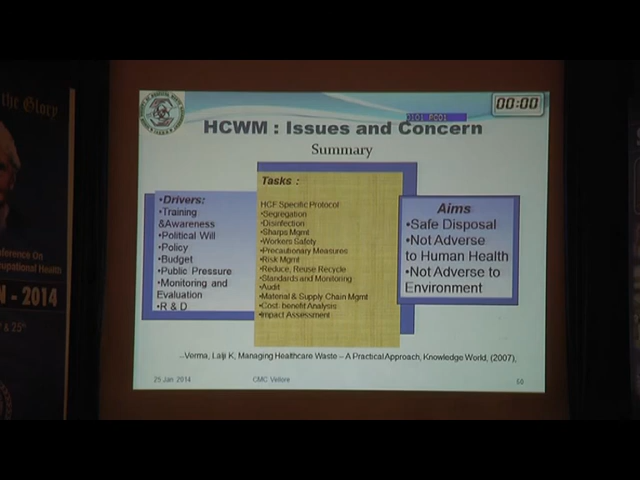 the Glory
onference On
cupational Health
N - 2014
& 25
00:00
HCWM : Issues and Concern
Summary
•Drivers:
•Training
&Awareness
•Political Will
•Policy
•Budget
•Public Pressure
•Monitoring and
Evaluation
•R & D
Tasks :
HCF Specific Protocol
•Segregation
•Disinfection
•Sharps Mgmt
•Workers Safety
•Precautionary Measures
•Risk Mgmt
•Reduce, Reuse Recycle
•Standards and Monitoring
•Audit
•Material & Supply Chain Mgmt
•Cost- benefit Analysis
•Impact Assessment
Aims
•Safe Disposal
•Not Adverse
to Human Health
•Not Adverse to
Environment
--Verma, Lalji K, Managing Healthcare Waste – A Practical Approach, Knowledge World, (2007),
25 Jan 2014
CMC Vellore